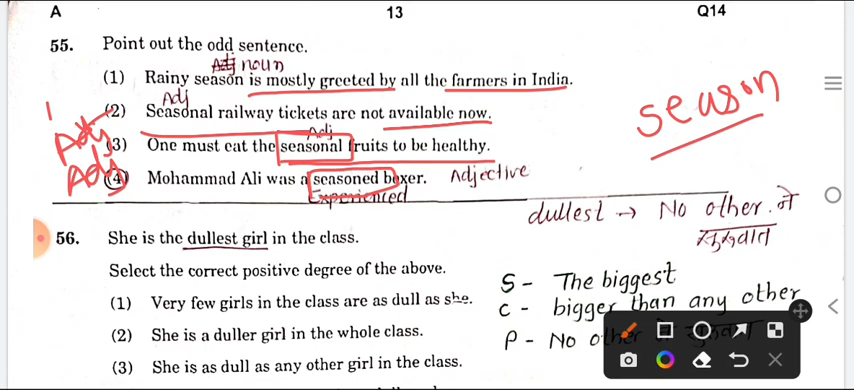 A 13 Q14
55. Point out the odd sentence.
noun
(1) Rainy season is mostly greeted by all the farmers in India.
Adj
(2) Seasonal railway tickets are not available now.
season
Adj
Adj
(3) One must eat the seasonal fruits to be healthy.
Adj
(4) Mohammad Ali was a seasoned boxer. Adjective
Experienced
dullest → No other ने
सुरुवात
56. She is the dullest girl in the class.
Select the correct positive degree of the above.
S - The biggest
(1) Very few girls in the class are as dull as she.
C - bigger than any other
(2) She is a duller girl in the whole class.
P - No
(3) She is as dull as any other girl in the class.